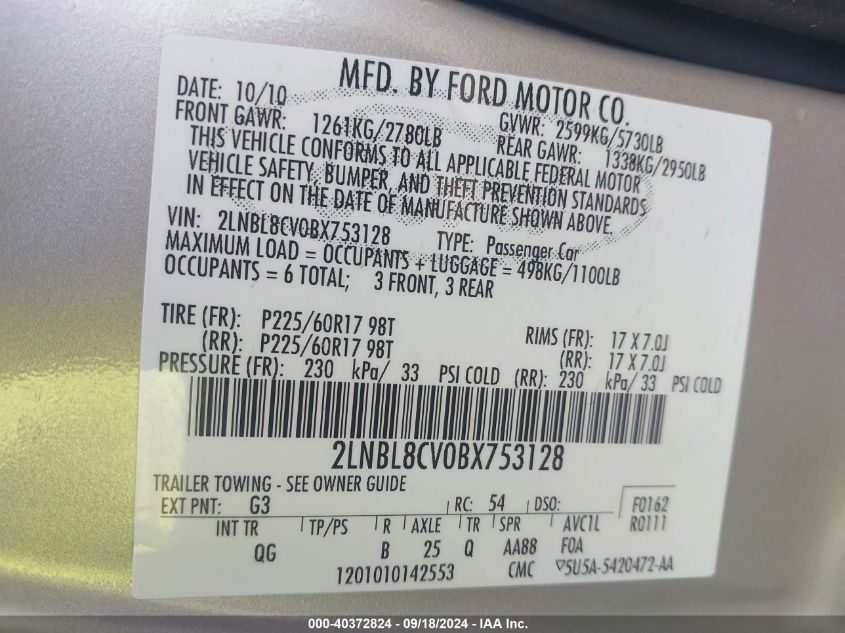 MFD. BY FORD MOTOR CO.
DATE: 10/10 GVWR: 2599KG/5730LB
FRONT GAWR: 1261KG/2780LB REAR GAWR: 1338KG/2950LB
THIS VEHICLE CONFORMS TO ALL APPLICABLE FEDERAL MOTOR
VEHICLE SAFETY, BUMPER, AND THEFT PREVENTION STANDARDS
IN EFFECT ON THE DATE OF MANUFACTURE SHOWN ABOVE.
VIN: 2LNBL8CV0BX753128 TYPE: Passenger Car
MAXIMUM LOAD = OCCUPANTS + LUGGAGE = 498KG/1100LB
OCCUPANTS = 6 TOTAL; 3 FRONT, 3 REAR
TIRE (FR): P225/60R17 98T RIMS (FR): 17 X 7.0J
(RR): P225/60R17 98T (RR): 17 X 7.0J
PRESSURE (FR): 230 kPa/ 33 PSI COLD (RR): 230 kPa/ 33 PSI COLD
2LNBL8CV0BX753128
TRAILER TOWING - SEE OWNER GUIDE
EXT PNT: G3 RC: 54 DSO: F0162
INT TR TP/PS R AXLE TR SPR AVC1L R0111
QG B 25 Q AA88 F0A
1201010142553 CMC ▽5U5A-5420472-AA
000-40372824 - 09/18/2024 - IAA Inc.